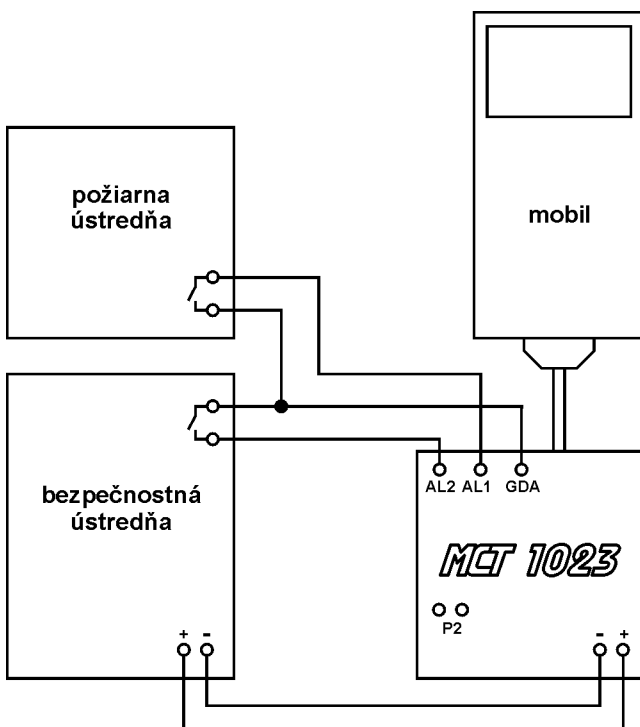 požiarna
ústredňa
mobil
bezpečnostná
ústredňa
AL2 AL1 GDA
MCT 1023
P2
+ -
- +